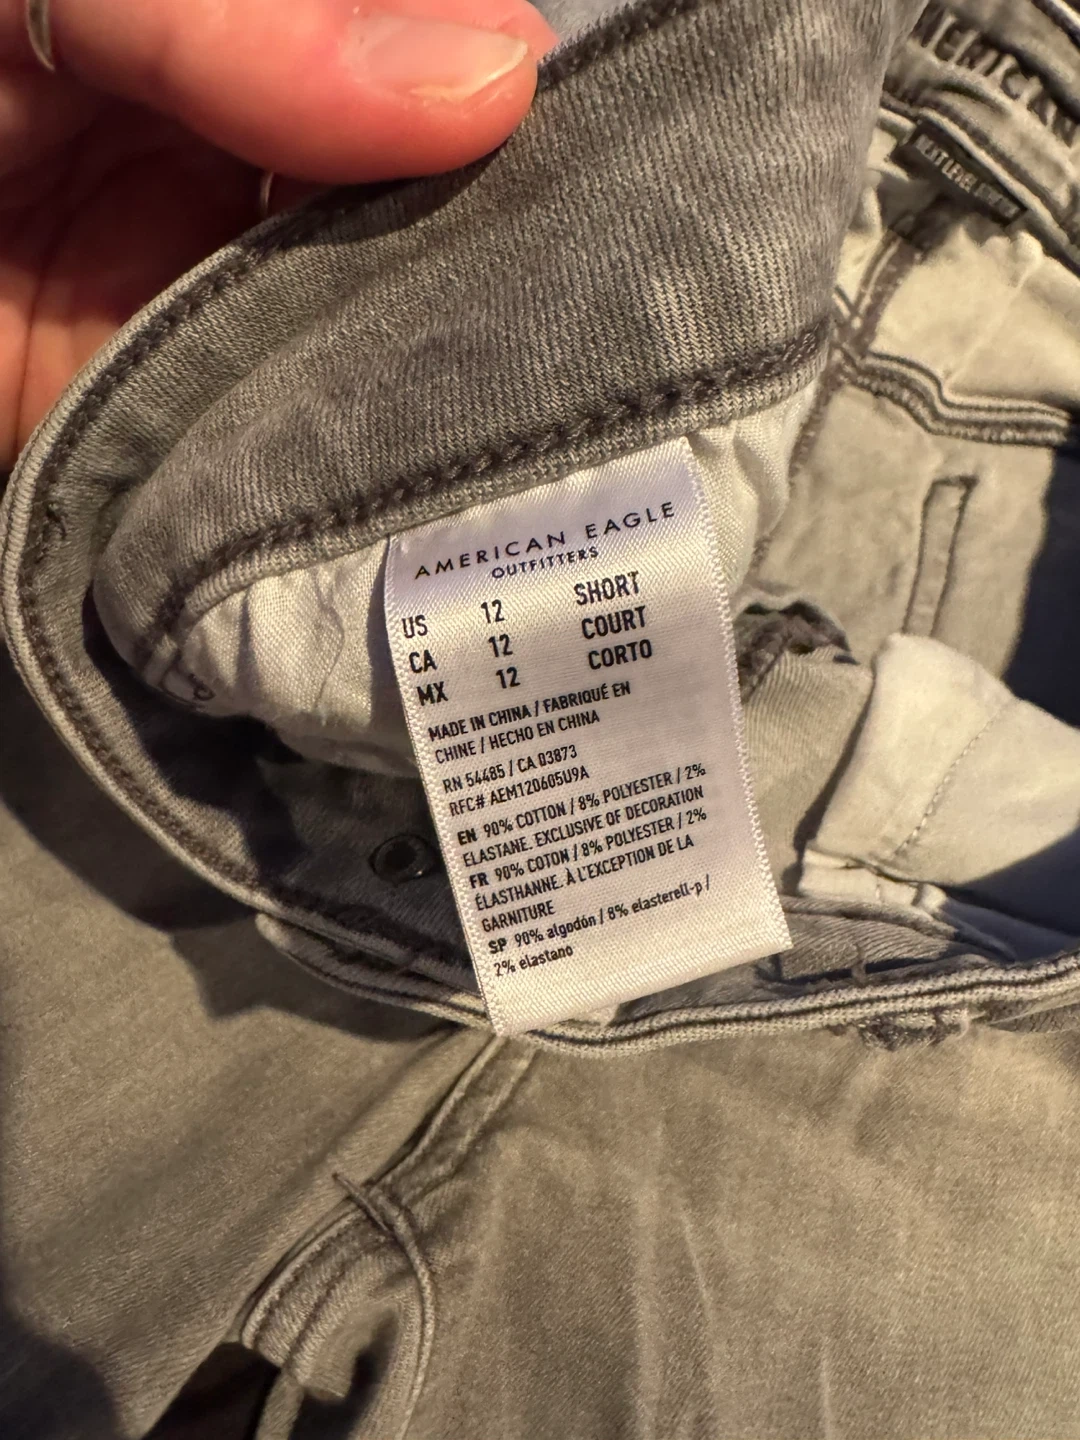 AMERICAN EAGLE
OUTFITTERS
US 12 SHORT
CA 12 COURT
MX 12 CORTO
MADE IN CHINA / FABRIQUÉ EN
CHINE / HECHO EN CHINA
RN 54485 / CA 03873
RFC# AEM120605U9A
EN 90% COTTON / 8% POLYESTER / 2%
ELASTANE. EXCLUSIVE OF DECORATION
FR 90% COTON / 8% POLYESTER / 2%
ÉLASTHANNE. À L'EXCEPTION DE LA
GARNITURE
SP 90% algodón / 8% elasterell-p /
2% elastano
NEXT LEVEL